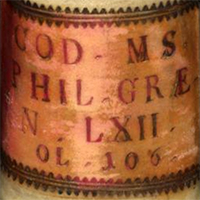 COD · MS.
PHIL · GRÆ
N · LXII ·
OL · 106 ·